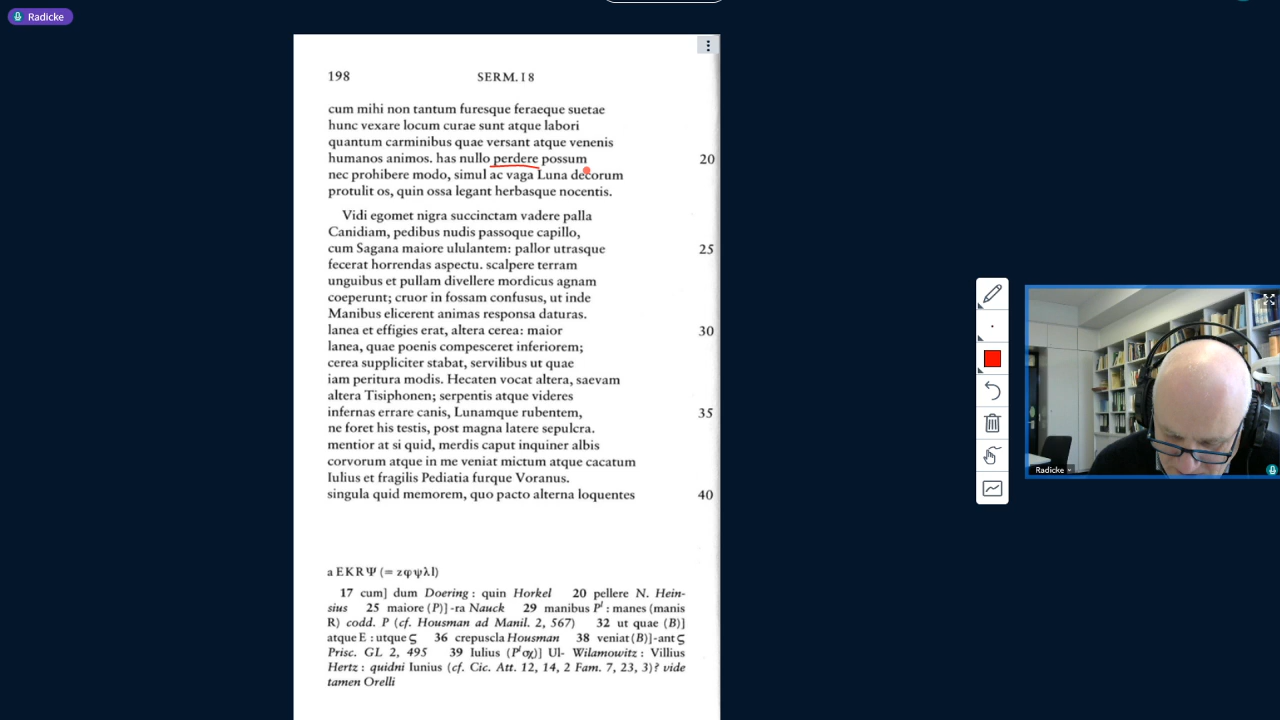 Radicke
198 SERM. I 8
cum mihi non tantum furesque feraeque suetae
hunc vexare locum curae sunt atque labori
quantum carminibus quae versant atque venenis
humanos animos. has nullo perdere possum 20
nec prohibere modo, simul ac vaga Luna decorum
protulit os, quin ossa legant herbasque nocentis.
Vidi egomet nigra succinctam vadere palla
Canidiam, pedibus nudis passoque capillo,
cum Sagana maiore ululantem: pallor utrasque 25
fecerat horrendas aspectu. scalpere terram
unguibus et pullam divellere mordicus agnam
coeperunt; cruor in fossam confusus, ut inde
Manibus elicerent animas responsa daturas.
lanea et effigies erat, altera cerea: maior 30
lanea, quae poenis compesceret inferiorem;
cerea suppliciter stabat, servilibus ut quae
iam peritura modis. Hecaten vocat altera, saevam
altera Tisiphonen; serpentis atque videres
infernas errare canis, Lunamque rubentem, 35
ne foret his testis, post magna latere sepulcra.
mentior at si quid, merdis caput inquiner albis
corvorum atque in me veniat mictum atque cacatum
Iulius et fragilis Pediatia furque Voranus.
singula quid memorem, quo pacto alterna loquentes 40
a EKRΨ (= zφψλl)
17 cum] dum Doering : quin Horkel 20 pellere N. Hein-
sius 25 maiore (P)] -ra Nauck 29 manibus P¹ : manes (manis
R) codd. P (cf. Housman ad Manil. 2, 567) 32 ut quae (B)]
atque E : utque ς 36 crepuscla Housman 38 veniat (B)] -ant ς
Prisc. GL 2, 495 39 Iulius (P¹σχ)] Ul- Wilamowitz : Villius
Hertz : quidni Iunius (cf. Cic. Att. 12, 14, 2 Fam. 7, 23, 3)? vide
tamen Orelli
Radicke